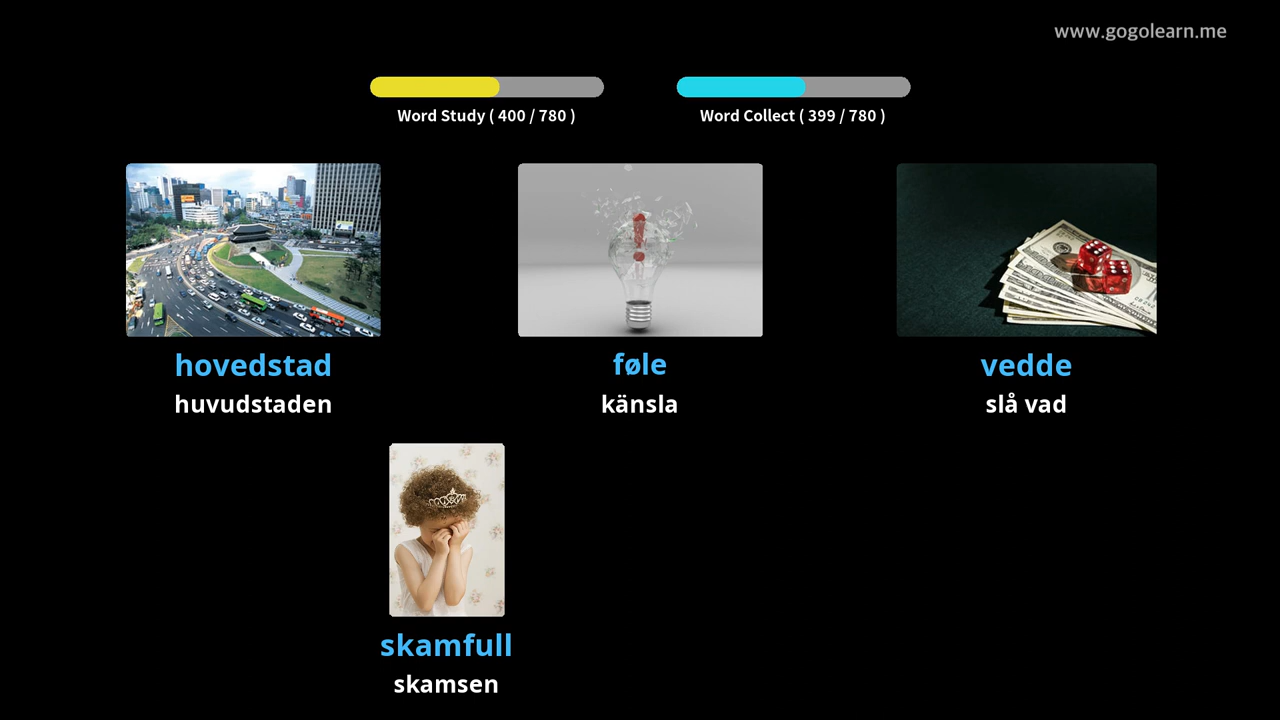 www.gogolearn.me
Word Study ( 400 / 780 )
Word Collect ( 399 / 780 )
hovedstad
huvudstaden
føle
känsla
vedde
slå vad
skamfull
skamsen